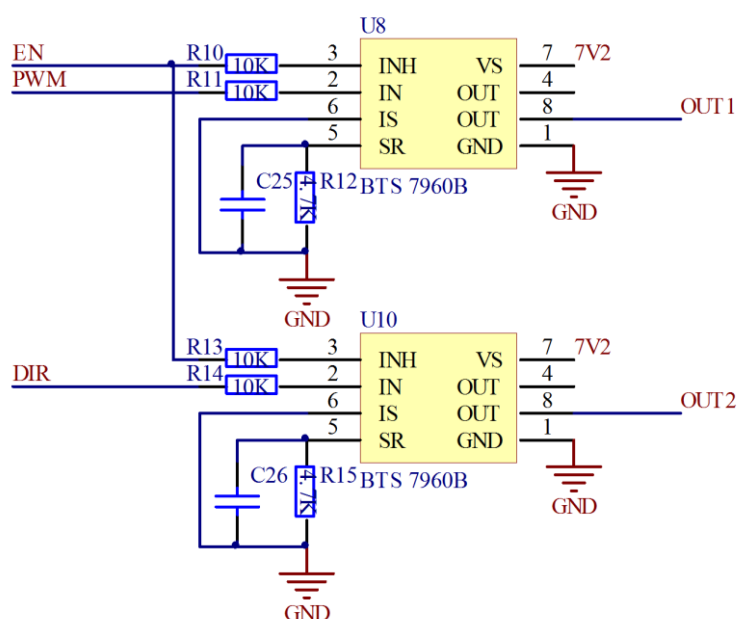 U8
EN
R10
10K
3
INH
VS
7
7V2
PWM
R11
10K
2
IN
OUT
4
6
IS
OUT
8
OUT1
5
SR
GND
1
C25
4.7K
R12
BTS 7960B
GND
GND
U10
R13
10K
3
INH
VS
7
7V2
DIR
R14
10K
2
IN
OUT
4
6
IS
OUT
8
OUT2
5
SR
GND
1
C26
4.7K
R15
BTS 7960B
GND
GND